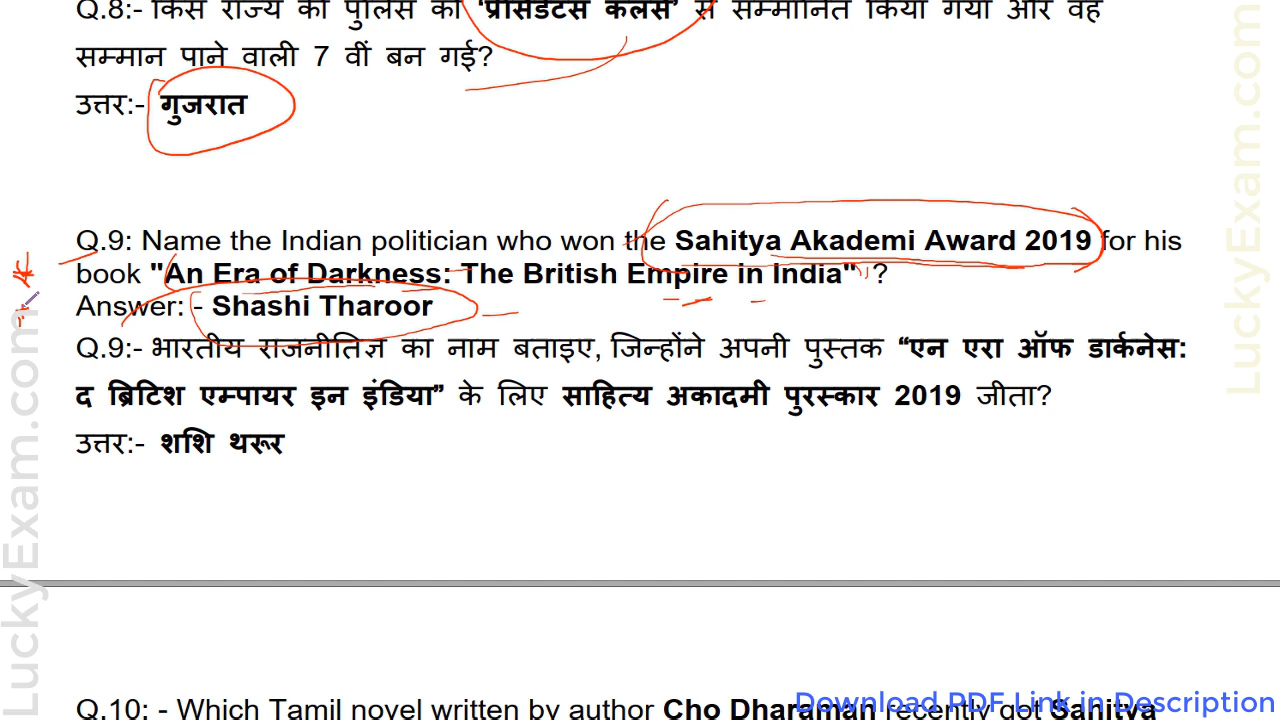 Q.8:- किस राज्य की पुलिस को ‘प्रेसिडेंटस कलर्स’ से सम्मानित किया गया और वह
सम्मान पाने वाली 7 वीं बन गई?
उत्तर:- गुजरात
Q.9: Name the Indian politician who won the Sahitya Akademi Award 2019 for his
book "An Era of Darkness: The British Empire in India" ?
Answer: - Shashi Tharoor
Q.9:- भारतीय राजनीतिज्ञ का नाम बताइए, जिन्होंने अपनी पुस्तक “एन एरा ऑफ डार्कनेस:
द ब्रिटिश एम्पायर इन इंडिया” के लिए साहित्य अकादमी पुरस्कार 2019 जीता?
उत्तर:- शशि थरूर
Q.10: - Which Tamil novel written by author Cho Dharaman recently got Sahitya
Download PDF Link in Description
LuckyExam.com
LuckyExam.com